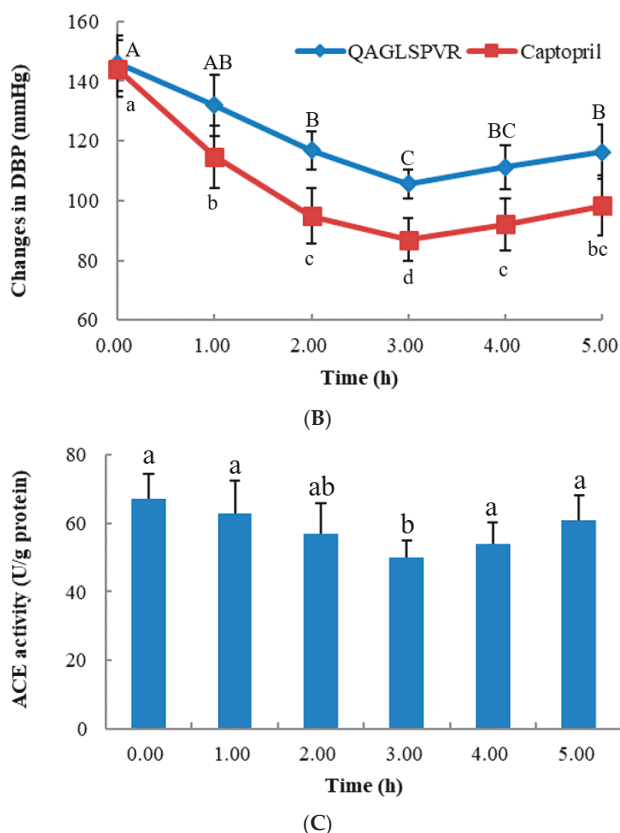 160
140
120
100
80
60
Changes in DBP (mmHg)
QAGLSPVR
Captopril
A
AB
B
C
BC
B
a
b
c
d
c
bc
0.00 1.00 2.00 3.00 4.00 5.00
Time (h)
(B)
80
60
40
20
0
ACE activity (U/g protein)
a
a
ab
b
a
a
0.00 1.00 2.00 3.00 4.00 5.00
Time (h)
(C)